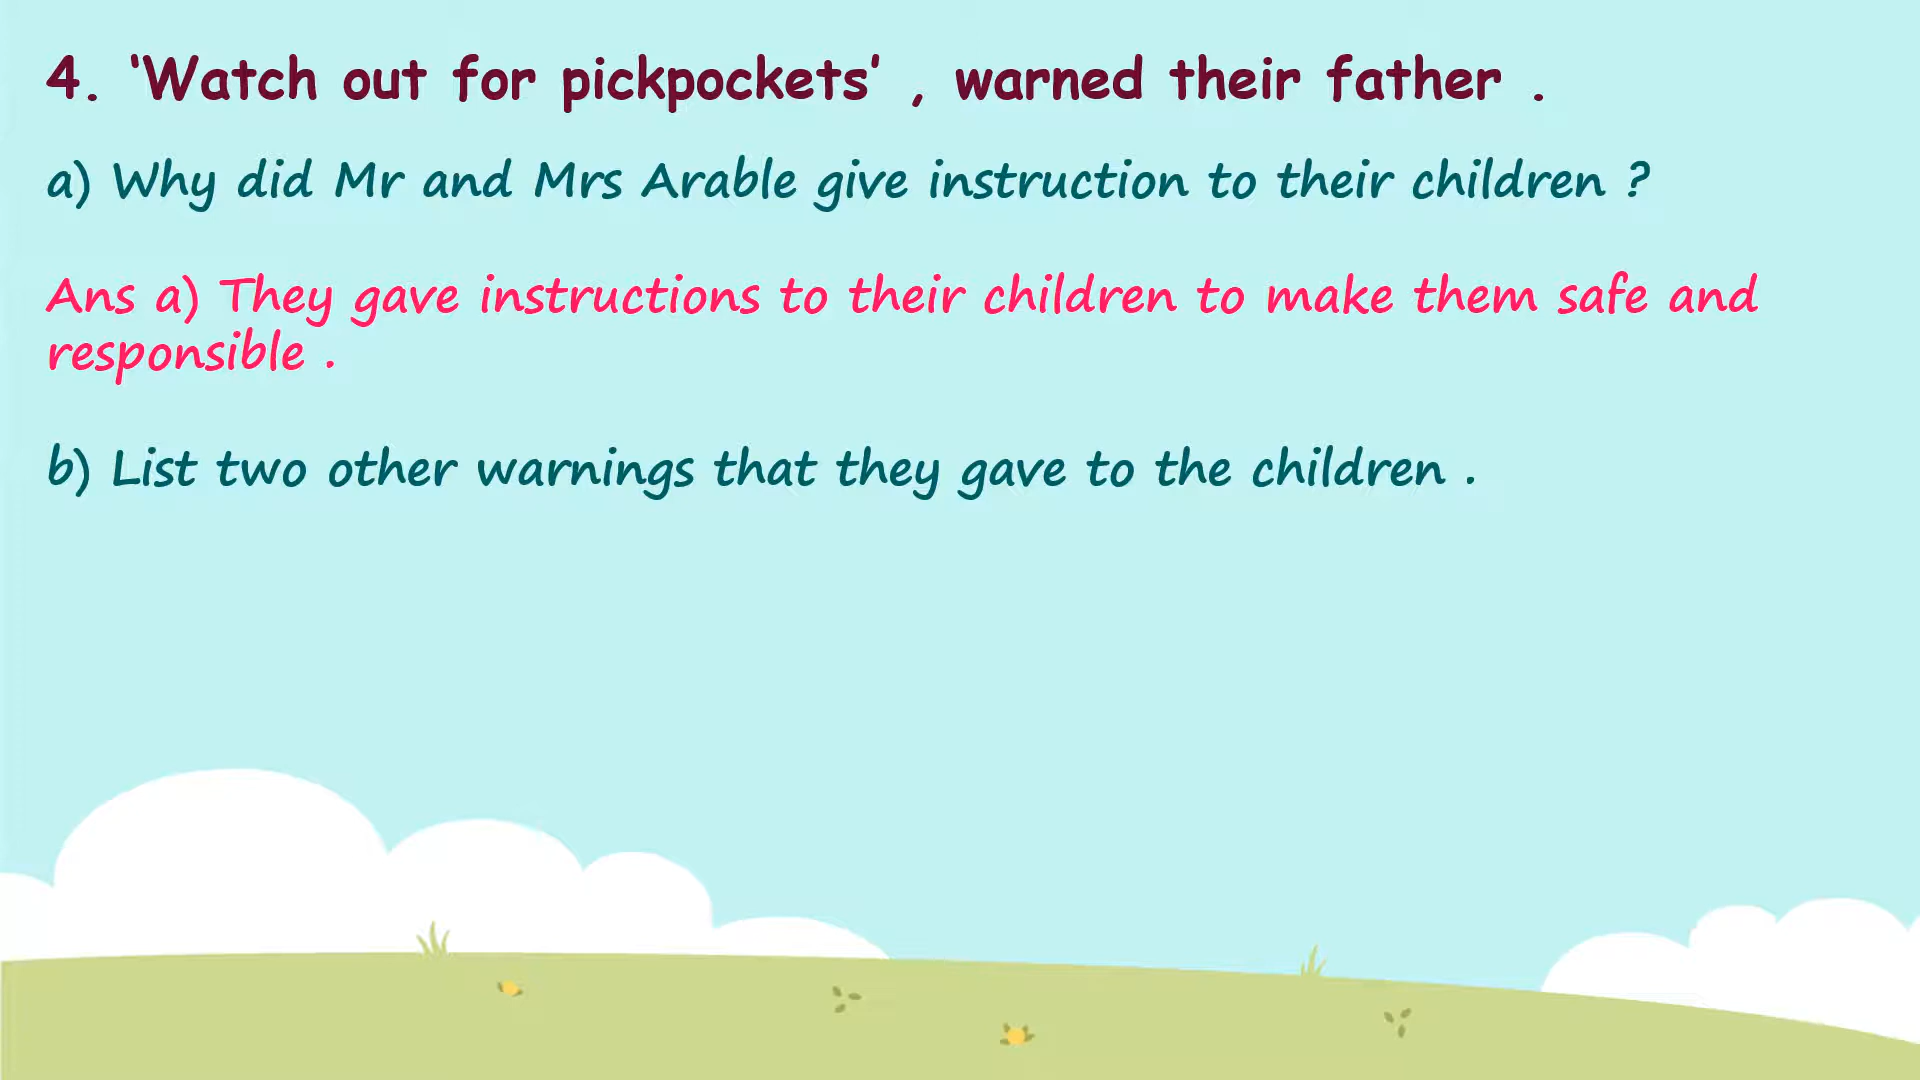 4. ‘Watch out for pickpockets’ , warned their father .
a) Why did Mr and Mrs Arable give instruction to their children ?
Ans a) They gave instructions to their children to make them safe and
responsible .
b) List two other warnings that they gave to the children .